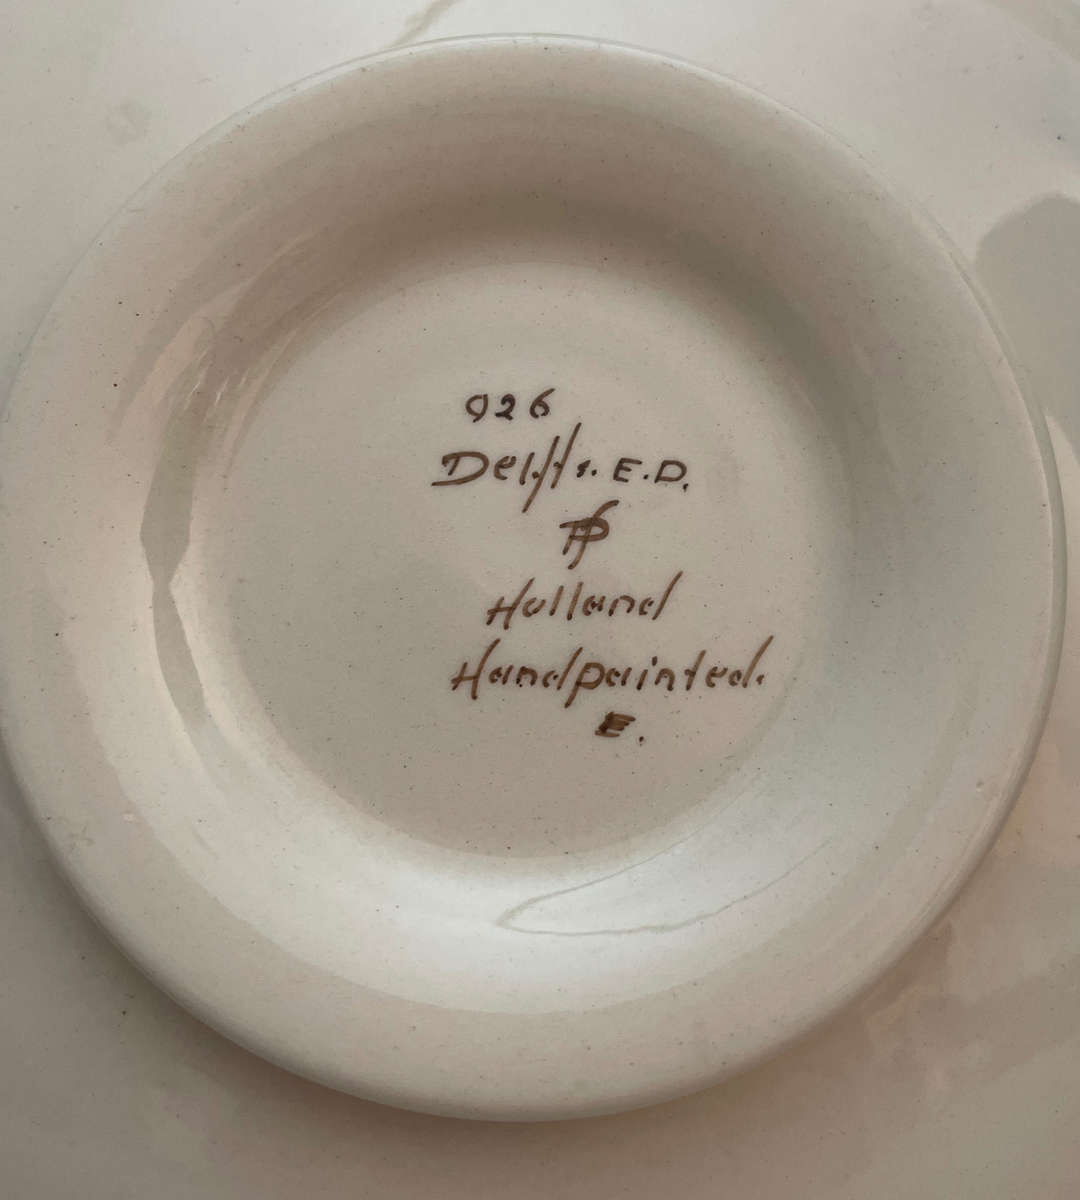 926
Delft s. E.D.
Holland
Handpainted.
E.